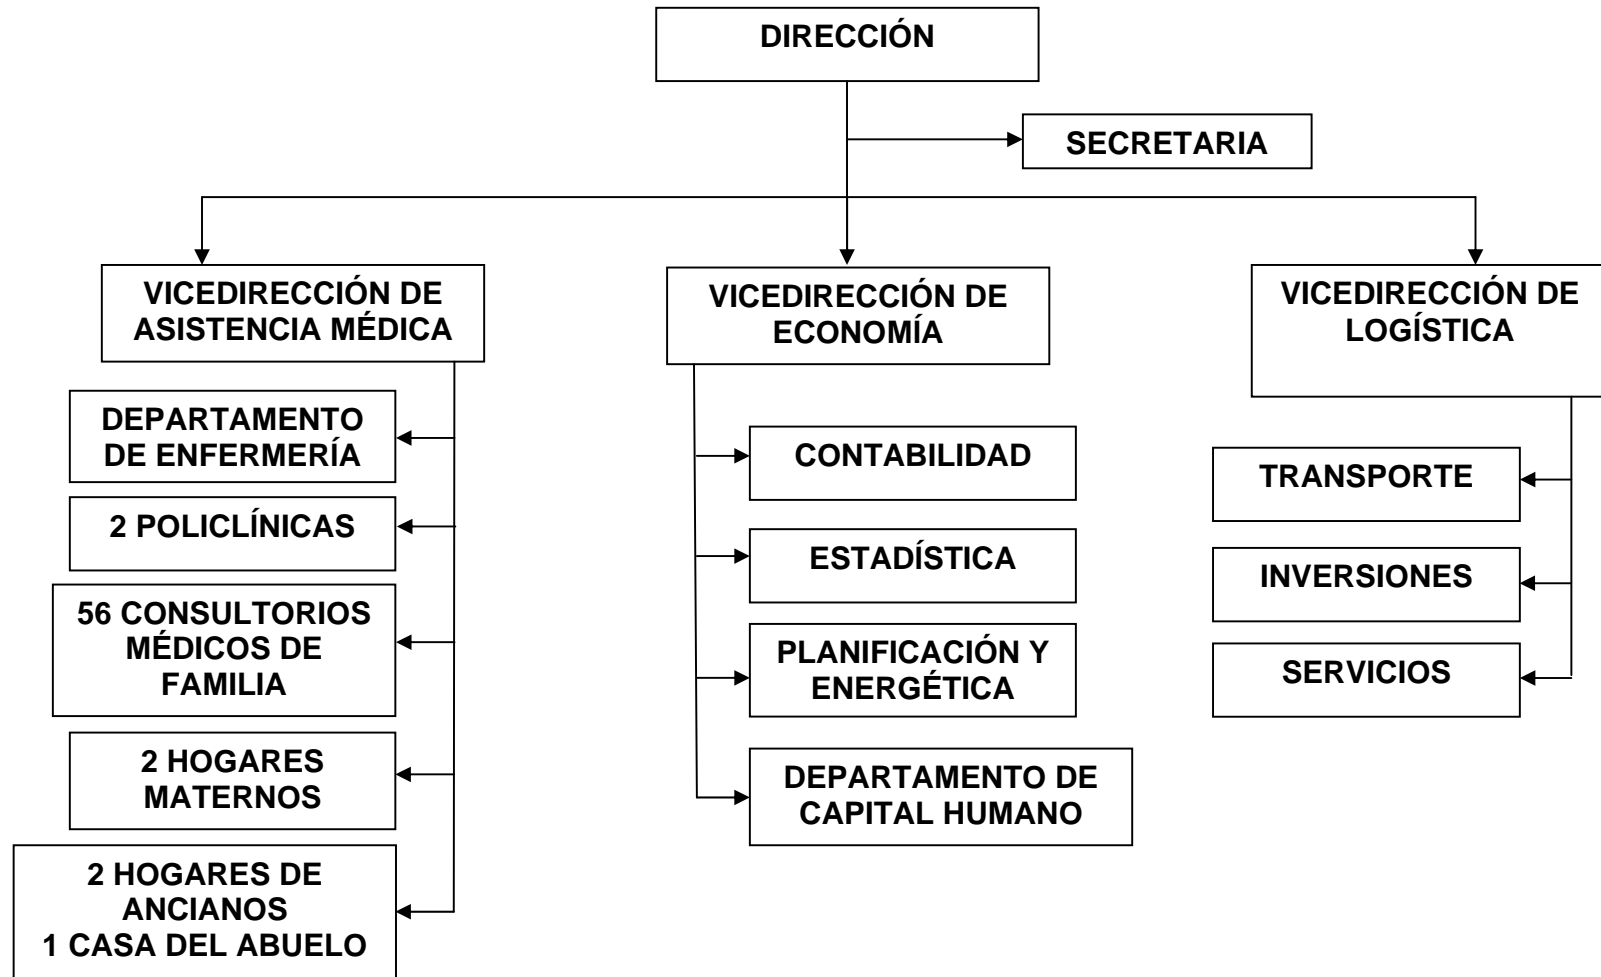 DIRECCIÓN
SECRETARIA
VICEDIRECCIÓN DE
ASISTENCIA MÉDICA
DEPARTAMENTO
DE ENFERMERÍA
2 POLICLÍNICAS
56 CONSULTORIOS
MÉDICOS DE
FAMILIA
2 HOGARES
MATERNOS
2 HOGARES DE
ANCIANOS
1 CASA DEL ABUELO
VICEDIRECCIÓN DE
ECONOMÍA
CONTABILIDAD
ESTADÍSTICA
PLANIFICACIÓN Y
ENERGÉTICA
DEPARTAMENTO DE
CAPITAL HUMANO
VICEDIRECCIÓN DE
LOGÍSTICA
TRANSPORTE
INVERSIONES
SERVICIOS